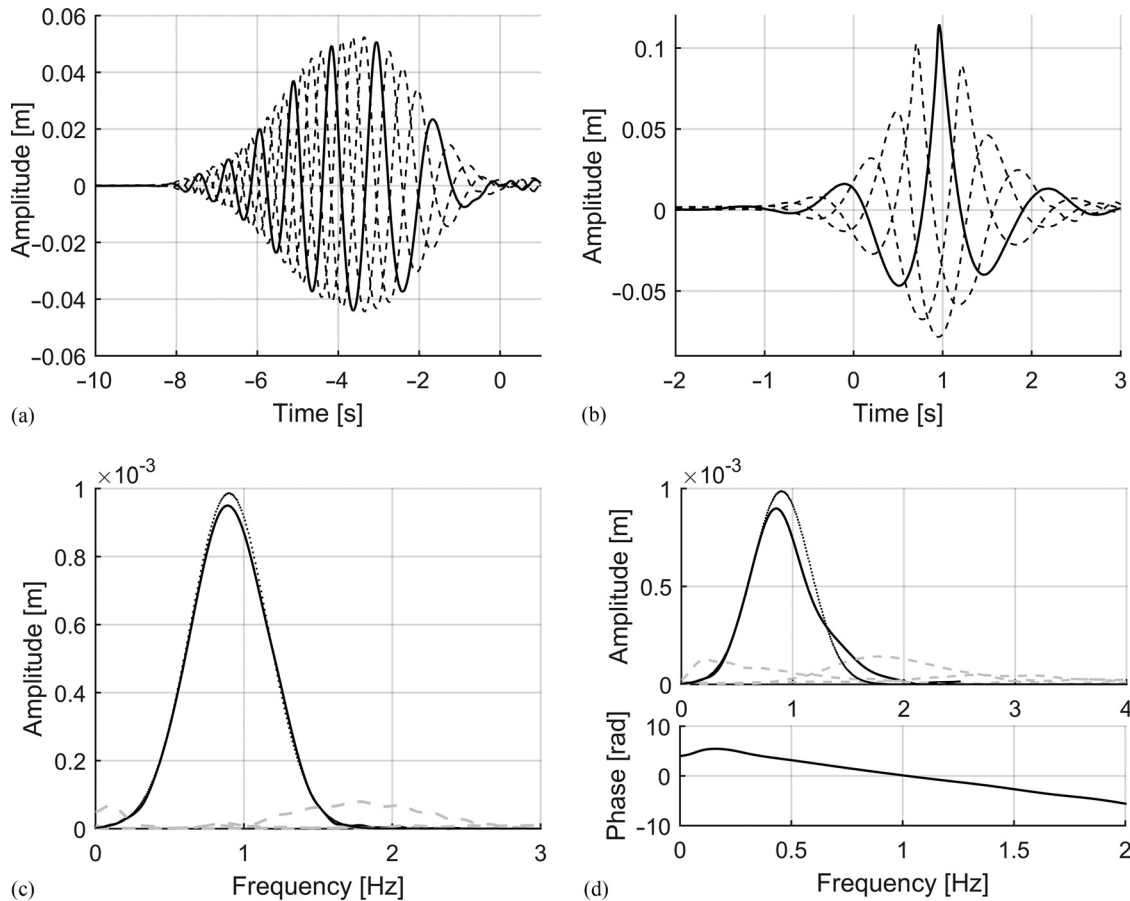 0.06
0.04
0.02
0
−0.02
−0.04
−0.06
Amplitude [m]
−10 −8 −6 −4 −2 0
Time [s]
(a)
0.1
0.05
0
−0.05
Amplitude [m]
−2 −1 0 1 2 3
Time [s]
(b)
×10⁻³
1
0.8
0.6
0.4
0.2
0
Amplitude [m]
0 1 2 3
Frequency [Hz]
(c)
×10⁻³
1
0.5
0
Amplitude [m]
0 1 2 3 4
10
0
−10
Phase [rad]
0 0.5 1 1.5 2
Frequency [Hz]
(d)